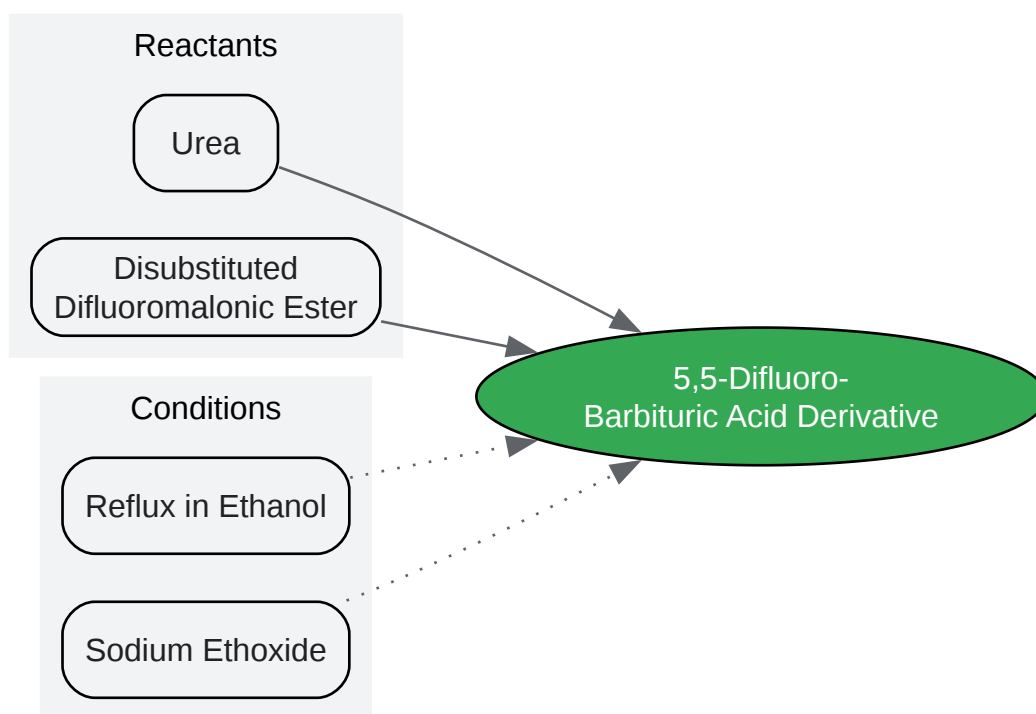 Reactants
Urea
Disubstituted
Difluoromalonic Ester
5,5-Difluoro-
Barbituric Acid Derivative
Conditions
Reflux in Ethanol
Sodium Ethoxide